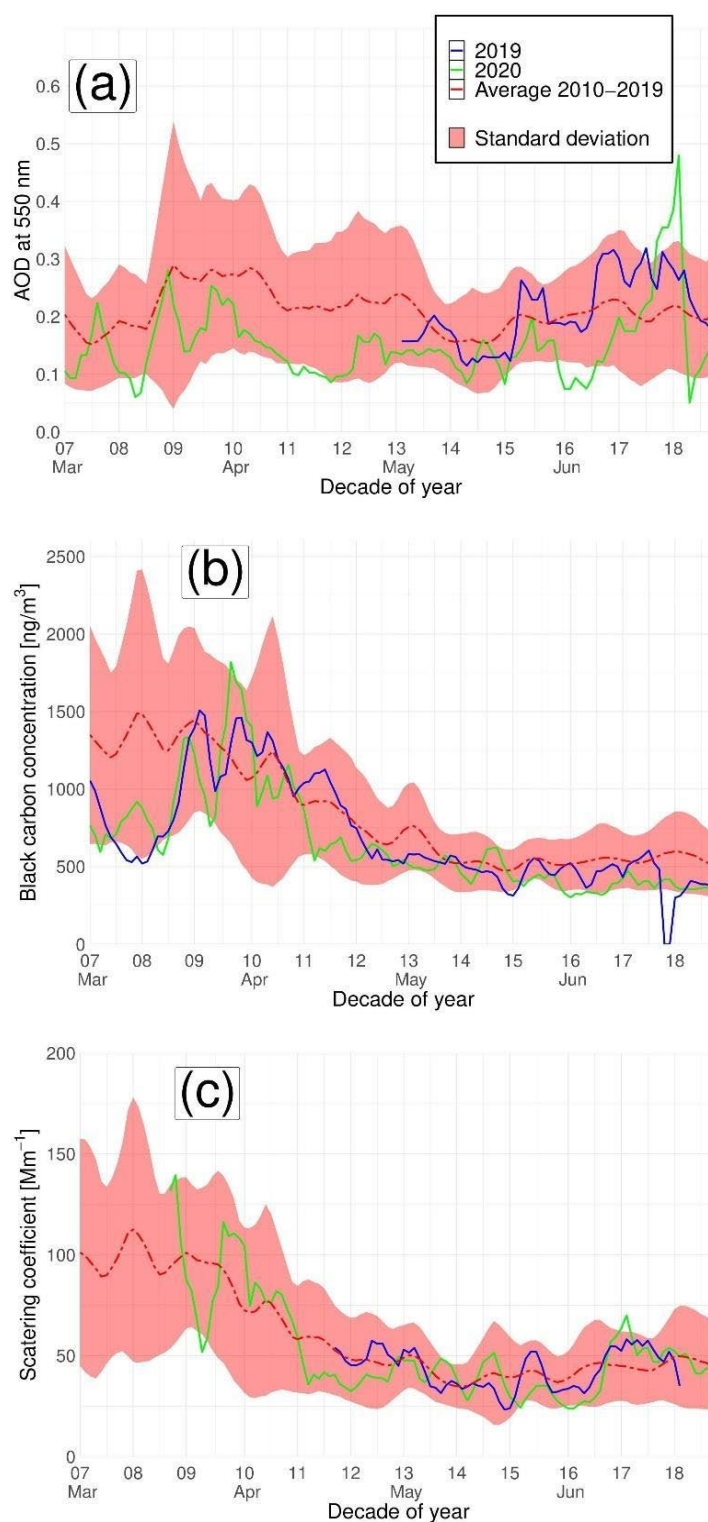 (a)
2019
2020
Average 2010−2019
Standard deviation
AOD at 550 nm
0.6
0.5
0.4
0.3
0.2
0.1
0.0
07 08 09 10 11 12 13 14 15 16 17 18
Mar Apr May Jun
Decade of year
(b)
Black carbon concentration [ng/m³]
2500
2000
1500
1000
500
0
07 08 09 10 11 12 13 14 15 16 17 18
Mar Apr May Jun
Decade of year
(c)
Scatering coefficient [Mm⁻¹]
200
150
100
50
0
07 08 09 10 11 12 13 14 15 16 17 18
Mar Apr May Jun
Decade of year